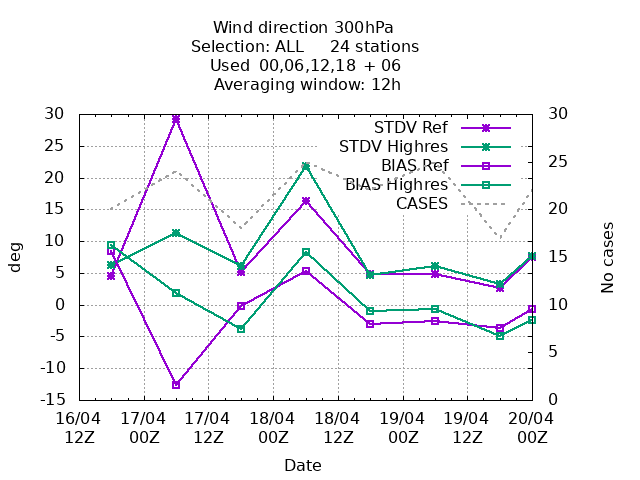 Wind direction 300hPa
Selection: ALL 24 stations
Used 00,06,12,18 + 06
Averaging window: 12h
STDV Ref
STDV Highres
BIAS Ref
BIAS Highres
CASES
deg
30
25
20
15
10
5
0
-5
-10
-15
30
25
20
15
10
5
0
No cases
16/04 17/04 17/04 18/04 18/04 19/04 19/04 20/04
12Z 00Z 12Z 00Z 12Z 00Z 12Z 00Z
Date